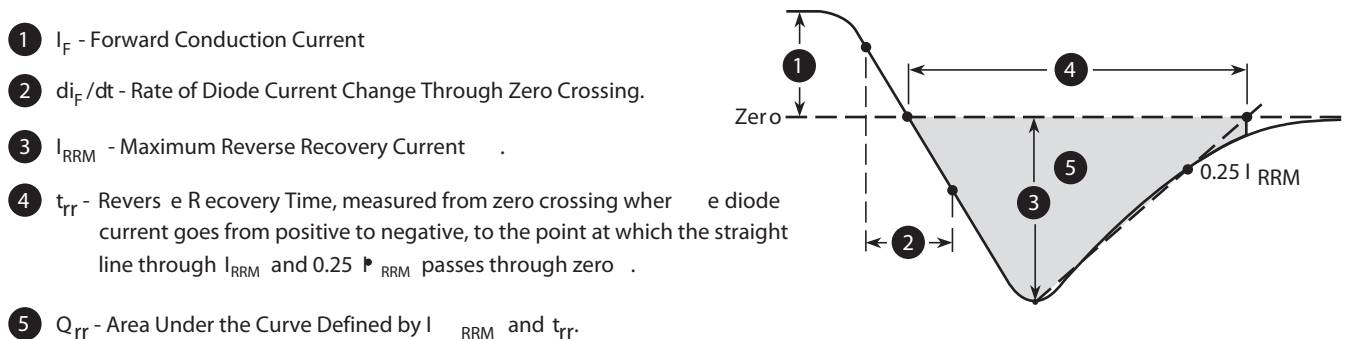 1 I_F - Forward Conduction Current
2 di_F/dt - Rate of Diode Current Change Through Zero Crossing.
3 I_RRM - Maximum Reverse Recovery Current .
4 t_rr - Revers e R ecovery Time, measured from zero crossing wher e diode
current goes from positive to negative, to the point at which the straight
line through I_RRM and 0.25 I_RRM passes through zero .
5 Q_rr - Area Under the Curve Defined by I_RRM and t_rr.
1
4
Zero
5
0.25 I_RRM
3
2